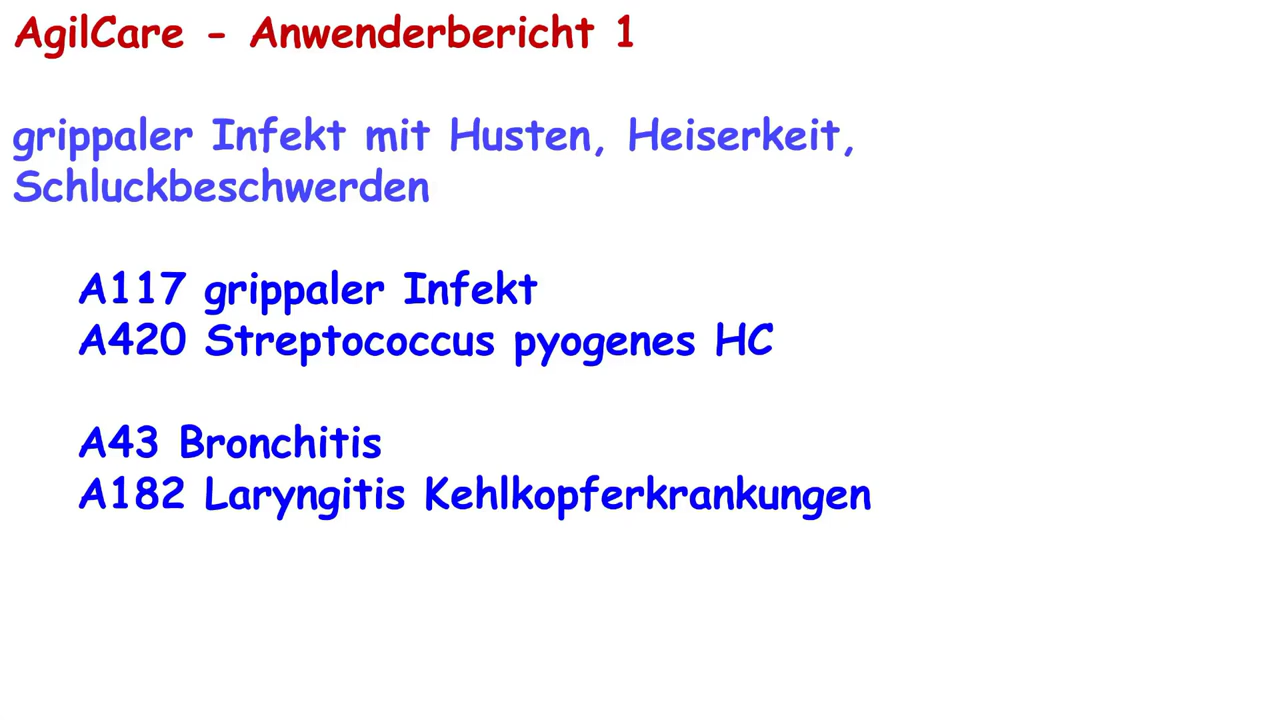 AgilCare - Anwenderbericht 1
grippaler Infekt mit Husten, Heiserkeit,
Schluckbeschwerden
A117 grippaler Infekt
A420 Streptococcus pyogenes HC
A43 Bronchitis
A182 Laryngitis Kehlkopferkrankungen